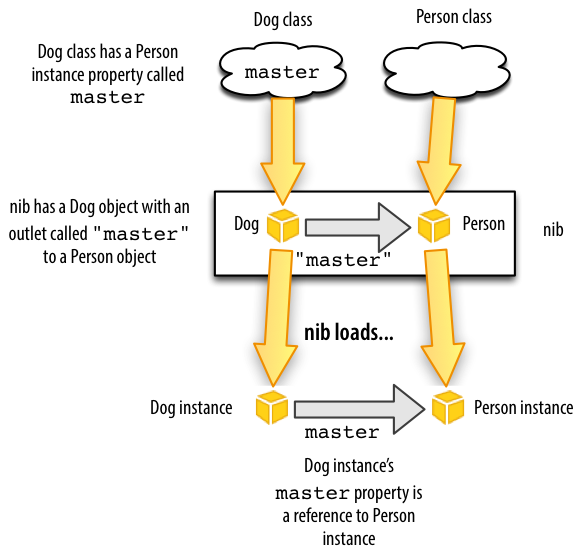 Dog class
Person class
Dog class has a Person
instance property called
master
master
nib has a Dog object with an
outlet called "master"
to a Person object
Dog
"master"
Person
nib
nib loads...
Dog instance
master
Person instance
Dog instance’s
master property is
a reference to Person
instance